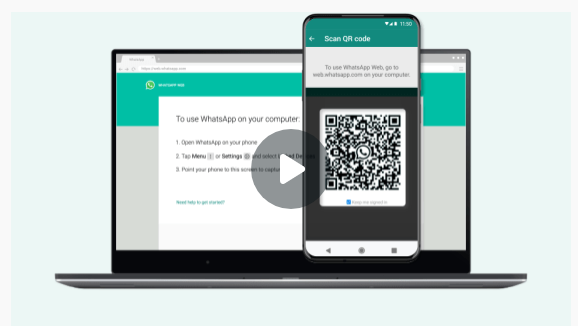 WhatsApp
https://web.whatsapp.com
WHATSAPP WEB
To use WhatsApp on your computer:
1. Open WhatsApp on your phone
2. Tap Menu or Settings and select
3. Point your phone to this screen to
Need help to get started?
11:50
Scan QR code
To use WhatsApp Web, go to
web.whatsapp.com on your computer.
Keep me signed in